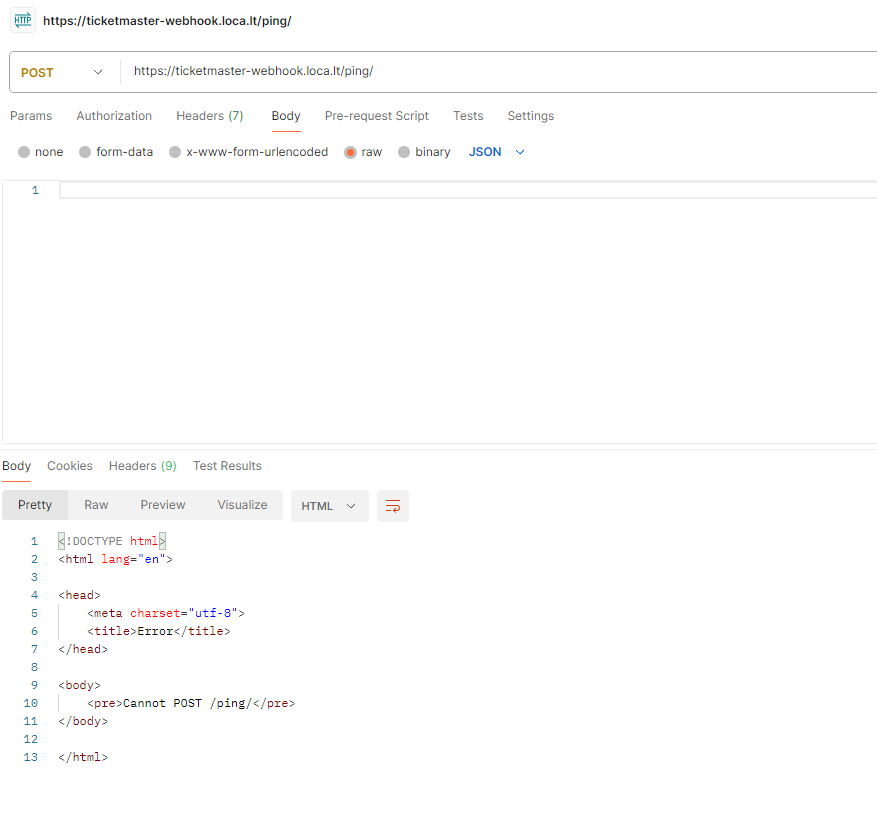 HTTP https://ticketmaster-webhook.loca.lt/ping/
POST https://ticketmaster-webhook.loca.lt/ping/
Params Authorization Headers (7) Body Pre-request Script Tests Settings
none form-data x-www-form-urlencoded raw binary JSON
1
Body Cookies Headers (9) Test Results
Pretty Raw Preview Visualize HTML
1 <!DOCTYPE html>
2 <html lang="en">
3
4 <head>
5 <meta charset="utf-8">
6 <title>Error</title>
7 </head>
8
9 <body>
10 <pre>Cannot POST /ping/</pre>
11 </body>
12
13 </html>